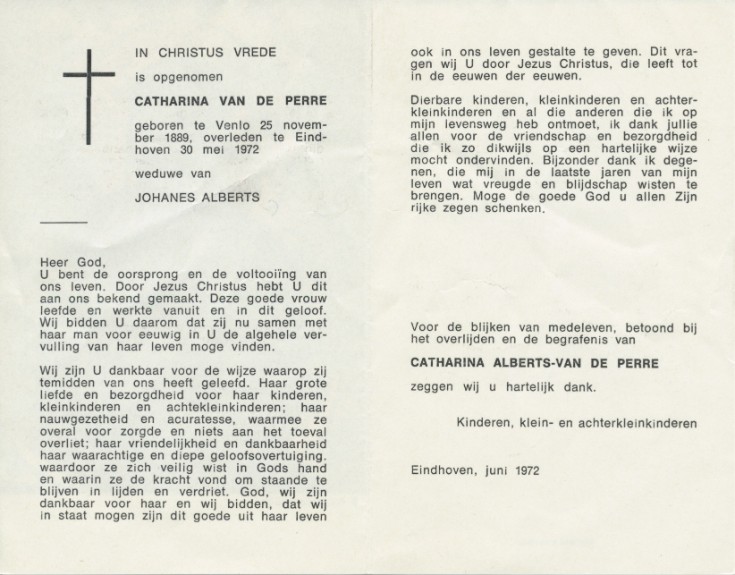 IN CHRISTUS VREDE
is opgenomen
CATHARINA VAN DE PERRE
geboren te Venlo 25 novem-
ber 1889, overleden te Eind-
hoven 30 mei 1972
weduwe van
JOHANES ALBERTS
Heer God,
U bent de oorsprong en de voltooiïng van
ons leven. Door Jezus Christus hebt U dit
aan ons bekend gemaakt. Deze goede vrouw
leefde en werkte vanuit en in dit geloof.
Wij bidden U daarom dat zij nu samen met
haar man voor eeuwig in U de algehele ver-
vulling van haar leven moge vinden.
Wij zijn U dankbaar voor de wijze waarop zij
temidden van ons heeft geleefd. Haar grote
liefde en bezorgdheid voor haar kinderen,
kleinkinderen en achtekleinkinderen; haar
nauwgezetheid en acuratesse, waarmee ze
overal voor zorgde en niets aan het toeval
overliet; haar vriendelijkheid en dankbaarheid
haar waarachtige en diepe geloofsovertuiging.
waardoor ze zich veilig wist in Gods hand
en waarin ze de kracht vond om staande te
blijven in lijden en verdriet. God, wij zijn
dankbaar voor haar en wij bidden, dat wij
in staat mogen zijn dit goede uit haar leven
ook in ons leven gestalte te geven. Dit vra-
gen wij U door Jezus Christus, die leeft tot
in de eeuwen der eeuwen.
Dierbare kinderen, kleinkinderen en achter-
kleinkinderen en al die anderen die ik op
mijn levensweg heb ontmoet, ik dank jullie
allen voor de vriendschap en bezorgdheid
die ik zo dikwijls op een hartelijke wijze
mocht ondervinden. Bijzonder dank ik dege-
nen, die mij in de laatste jaren van mijn
leven wat vreugde en blijdschap wisten te
brengen. Moge de goede God u allen Zijn
rijke zegen schenken.
Voor de blijken van medeleven, betoond bij
het overlijden en de begrafenis van
CATHARINA ALBERTS-VAN DE PERRE
zeggen wij u hartelijk dank.
Kinderen, klein- en achterkleinkinderen
Eindhoven, juni 1972